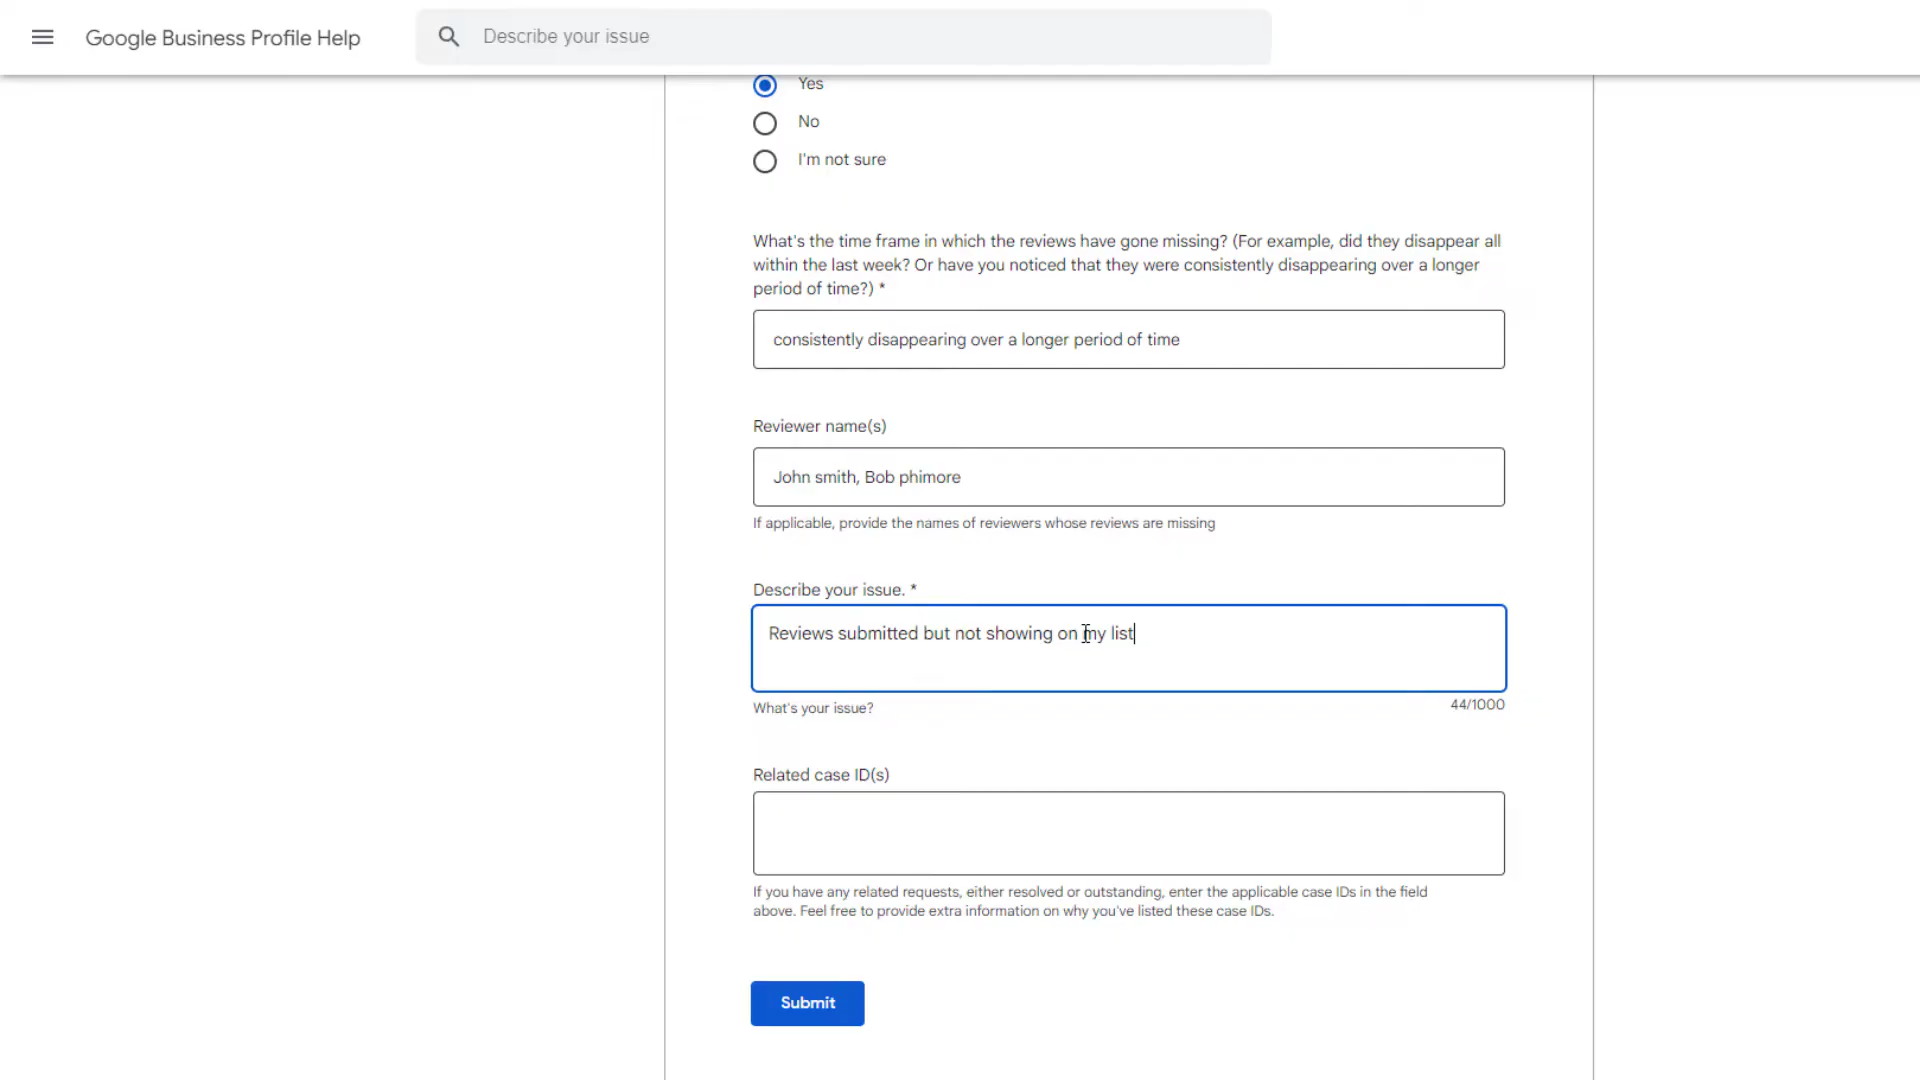 Google Business Profile Help
Describe your issue
Yes
No
I'm not sure
What's the time frame in which the reviews have gone missing? (For example, did they disappear all
within the last week? Or have you noticed that they were consistently disappearing over a longer
period of time?) *
consistently disappearing over a longer period of time
Reviewer name(s)
John smith, Bob phimore
If applicable, provide the names of reviewers whose reviews are missing
Describe your issue. *
Reviews submitted but not showing on my list
What's your issue?
44/1000
Related case ID(s)
If you have any related requests, either resolved or outstanding, enter the applicable case IDs in the field
above. Feel free to provide extra information on why you've listed these case IDs.
Submit